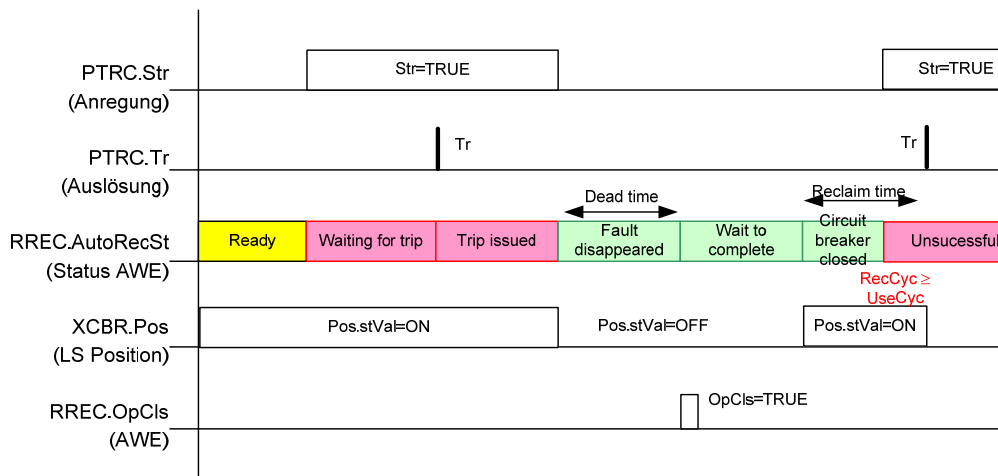 PTRC.Str
(Anregung)
Str=TRUE
Str=TRUE
PTRC.Tr
(Auslösung)
Tr
Tr
Dead time
Reclaim time
RREC.AutoRecSt
(Status AWE)
Ready
Waiting for trip
Trip issued
Fault
disappeared
Wait to
complete
Circuit
breaker
closed
Unsucessful
RecCyc ≥
UseCyc
XCBR.Pos
(LS Position)
Pos.stVal=ON
Pos.stVal=OFF
Pos.stVal=ON
RREC.OpCls
(AWE)
OpCls=TRUE